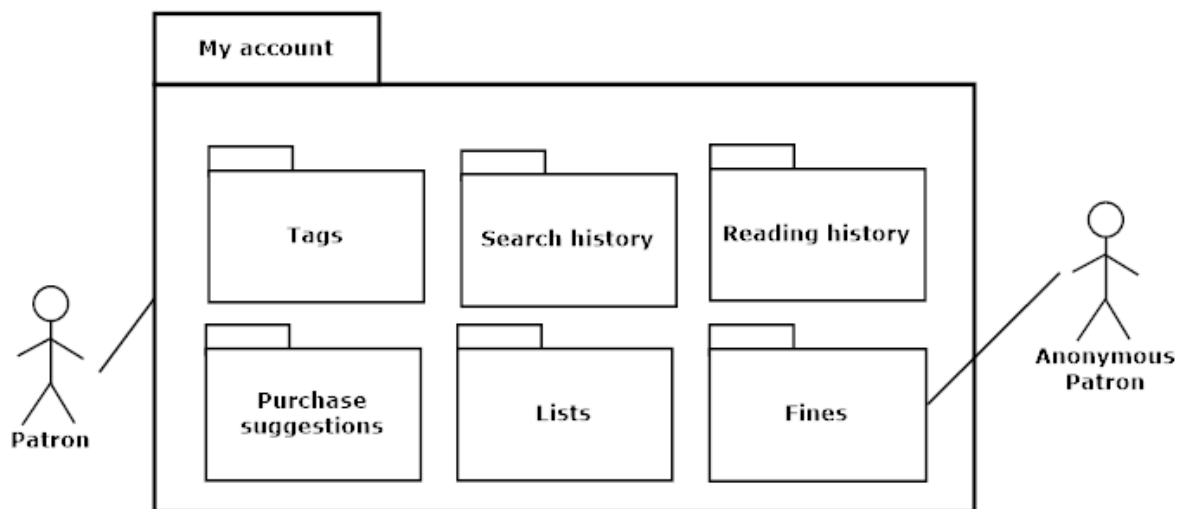 My account
Tags
Search history
Reading history
Purchase
suggestions
Lists
Fines
Patron
Anonymous
Patron